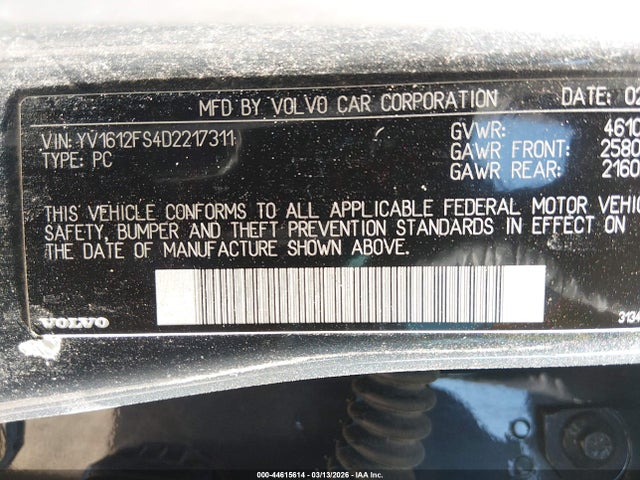 MFD BY VOLVO CAR CORPORATION DATE: 02
VIN: YV1612FS4D2217311 GVWR: 4610
TYPE: PC GAWR FRONT: 2580
GAWR REAR: 2160
THIS VEHICLE CONFORMS TO ALL APPLICABLE FEDERAL MOTOR VEHIC
SAFETY, BUMPER AND THEFT PREVENTION STANDARDS IN EFFECT ON
THE DATE OF MANUFACTURE SHOWN ABOVE.
VOLVO 3134
000-44615614 | 03/13/2026 | IAA Inc.